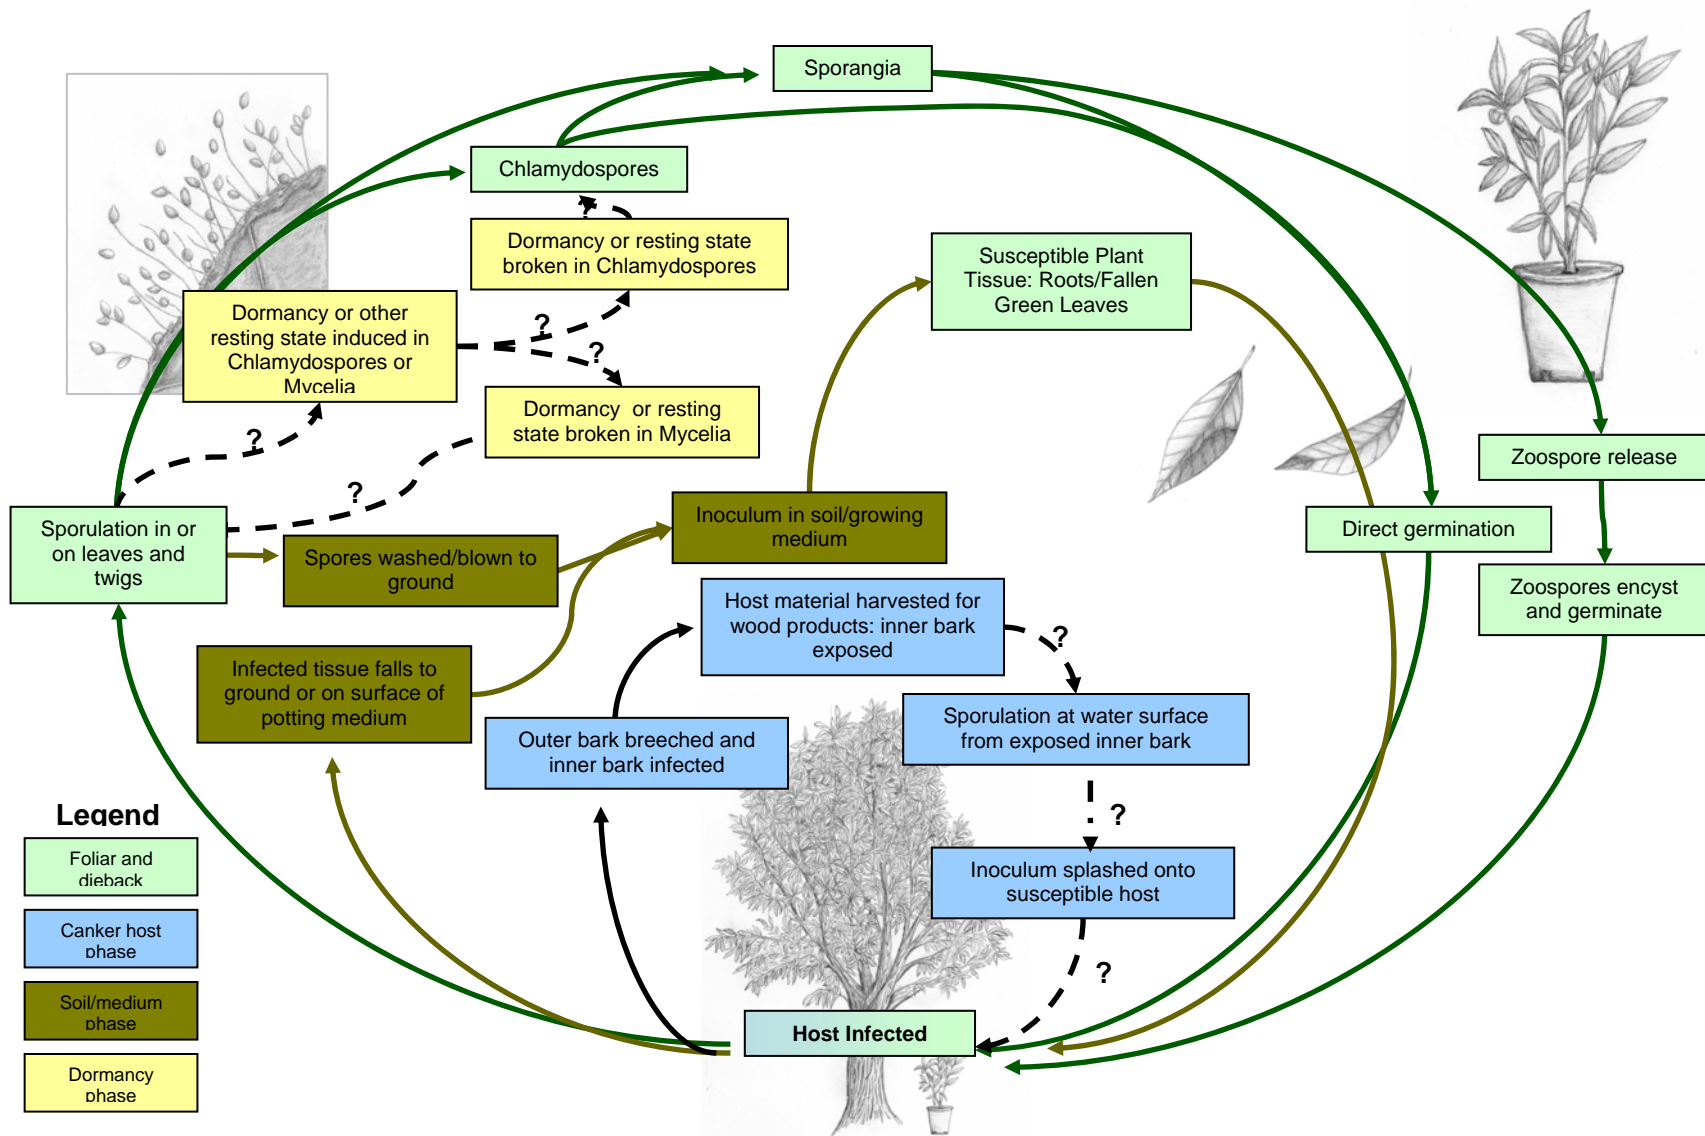 Sporangia
Chlamydospores
Dormancy or resting state
broken in Chlamydospores
Susceptible Plant
Tissue: Roots/Fallen
Green Leaves
Dormancy or other
resting state induced in
Chlamydospores or
Mycelia
?
?
?
?
?
Dormancy or resting
state broken in Mycelia
Zoospore release
Sporulation in or
on leaves and
twigs
Inoculum in soil/growing
medium
Direct germination
Spores washed/blown to
ground
Zoospores encyst
and germinate
Host material harvested for
wood products: inner bark
exposed
?
Infected tissue falls to
ground or on surface of
potting medium
Outer bark breeched and
inner bark infected
Sporulation at water surface
from exposed inner bark
?
Inoculum splashed onto
susceptible host
?
Host Infected
Legend
Foliar and
dieback
Canker host
phase
Soil/medium
phase
Dormancy
phase